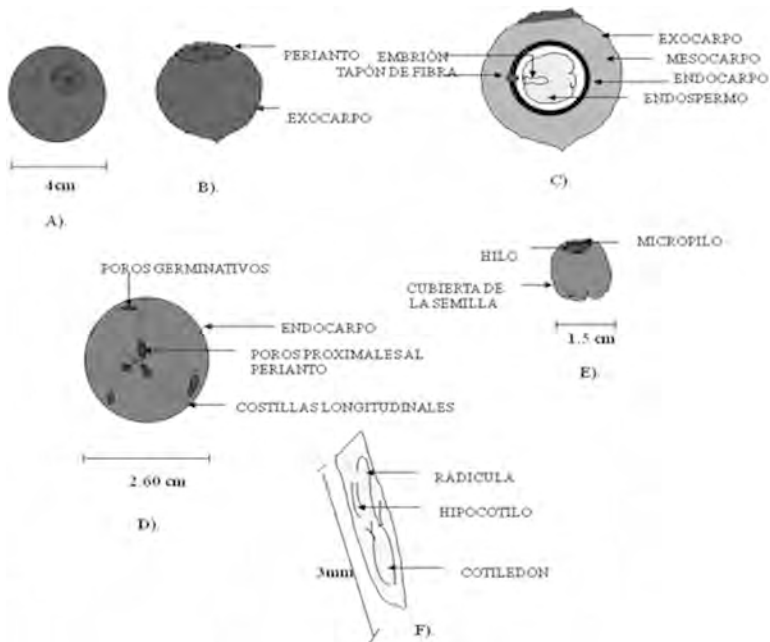 PERIANTO
EXOCARPO
4cm
A).
B).
EMBRIÓN
TAPÓN DE FIBRA
EXOCARPO
MESOCARPO
ENDOCARPO
ENDOSPERMO
C).
POROS GERMINATIVOS
ENDOCARPO
POROS PROXIMALES AL
PERIANTO
COSTILLAS LONGITUDINALES
2.60 cm
D).
HILO
MICROPILO
CUBIERTA DE
LA SEMILLA
1.5 cm
E).
RADICULA
HIPOCOTILO
COTILEDON
3mm
F).